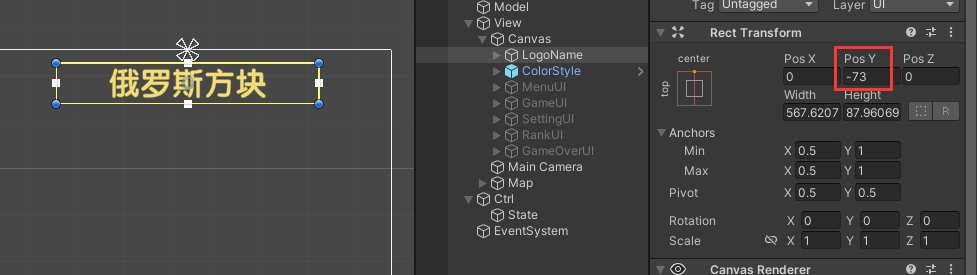 俄罗斯方块
Model
View
Canvas
LogoName
ColorStyle
MenuUI
GameUI
SettingUI
RankUI
GameOverUI
Main Camera
Map
Ctrl
State
EventSystem
Tag Untagged Layer UI
Rect Transform
center
top
Pos X Pos Y Pos Z
0 -73 0
Width Height
567.6207 87.96069 R
Anchors
Min X 0.5 Y 1
Max X 0.5 Y 1
Pivot X 0.5 Y 0.5
Rotation X 0 Y 0 Z 0
Scale X 1 Y 1 Z 1
Canvas Renderer